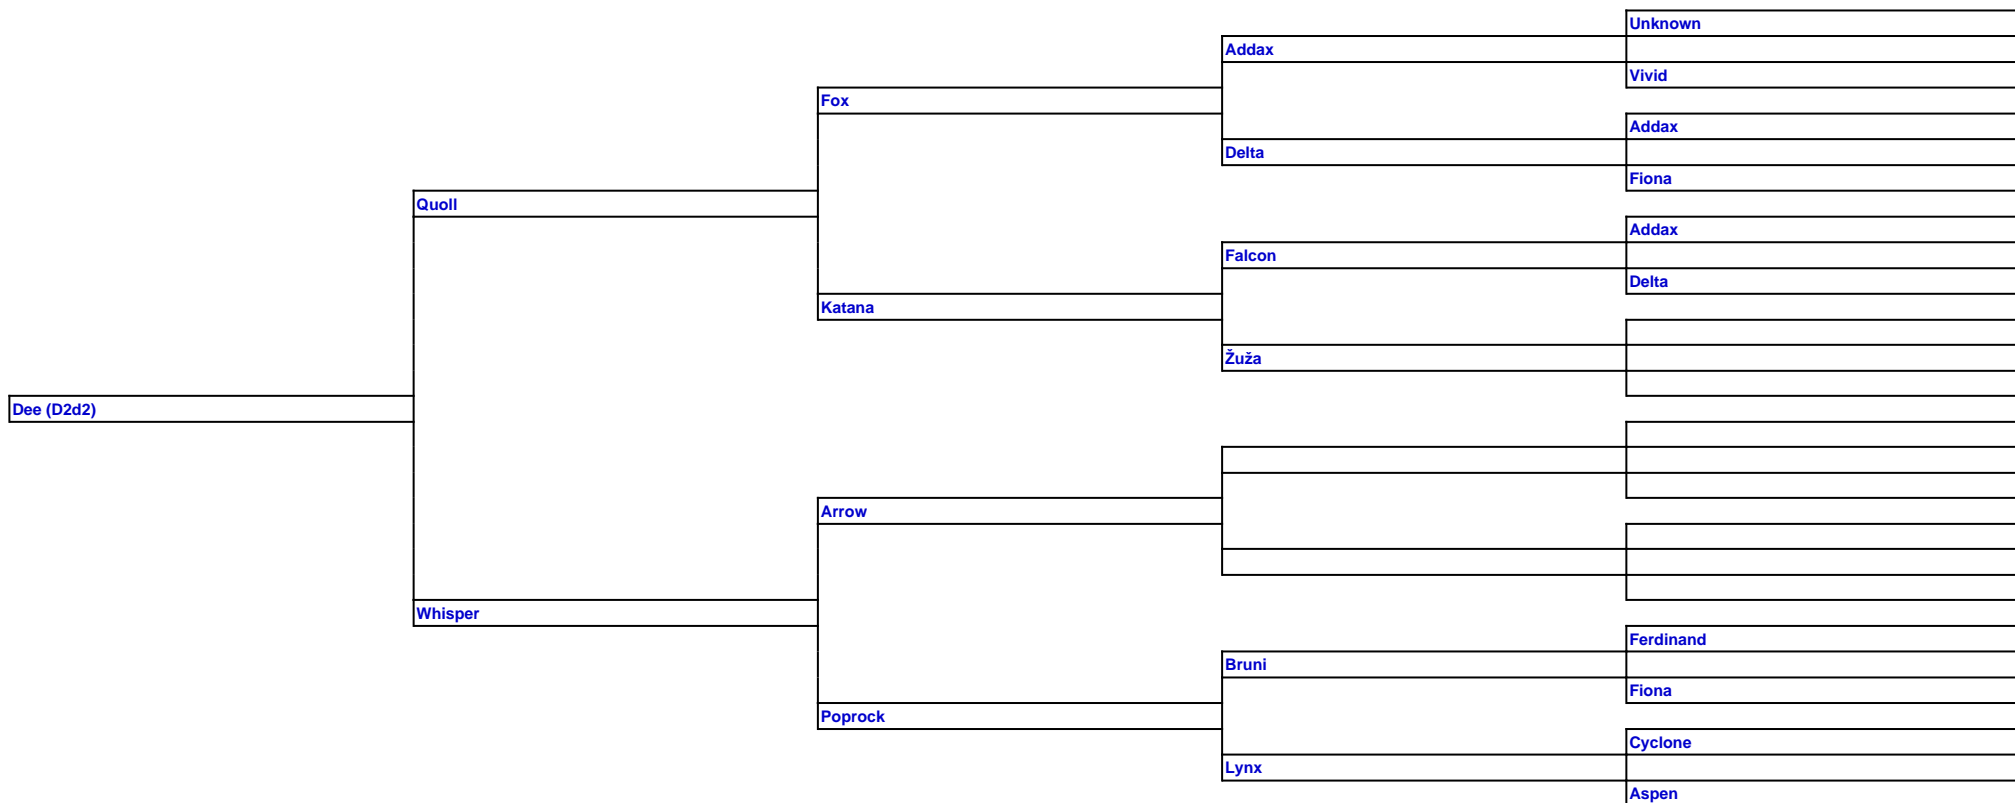 Unknown
Addax
Vivid
Fox
Addax
Delta
Fiona
Quoll
Addax
Falcon
Delta
Katana
Žuža
Dee (D2d2)
Arrow
Whisper
Ferdinand
Bruni
Fiona
Poprock
Cyclone
Lynx
Aspen